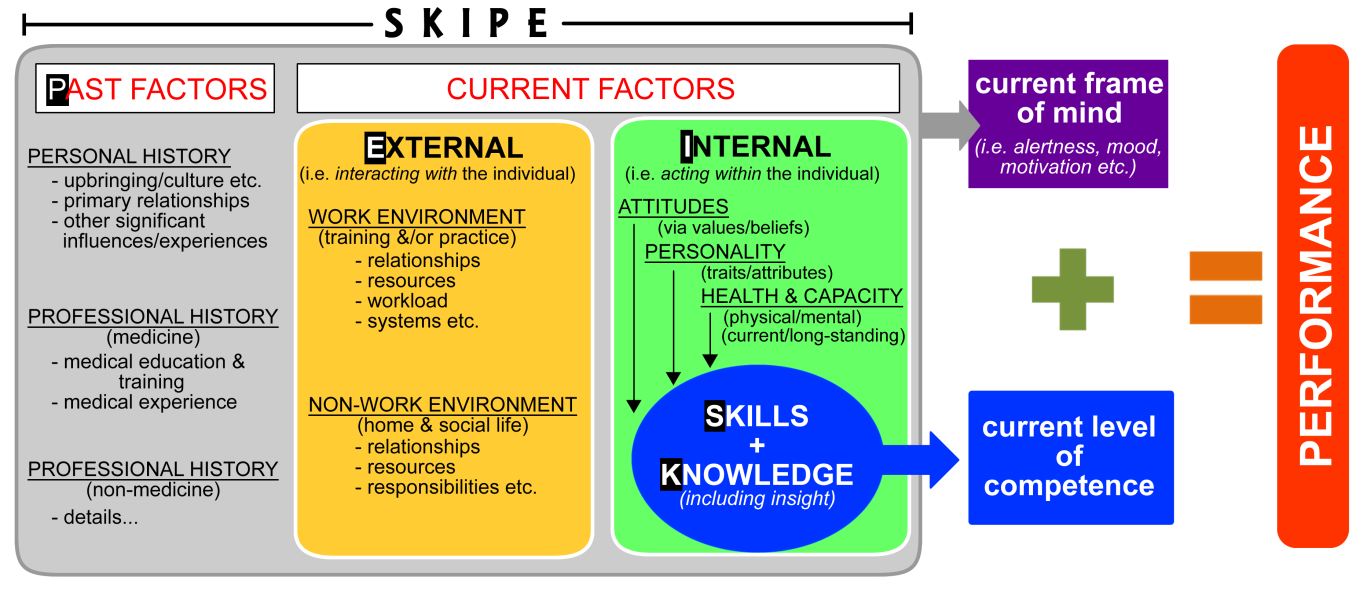 S K I P E
PAST FACTORS
PERSONAL HISTORY
- upbringing/culture etc.
- primary relationships
- other significant
influences/experiences
PROFESSIONAL HISTORY
(medicine)
- medical education &
training
- medical experience
PROFESSIONAL HISTORY
(non-medicine)
- details...
CURRENT FACTORS
EXTERNAL
(i.e. interacting with the individual)
WORK ENVIRONMENT
(training &/or practice)
- relationships
- resources
- workload
- systems etc.
NON-WORK ENVIRONMENT
(home & social life)
- relationships
- resources
- responsibilities etc.
INTERNAL
(i.e. acting within the individual)
ATTITUDES
(via values/beliefs)
PERSONALITY
(traits/attributes)
HEALTH & CAPACITY
(physical/mental)
(current/long-standing)
SKILLS
+
KNOWLEDGE
(including insight)
current frame
of mind
(i.e. alertness, mood,
motivation etc.)
current level
of
competence
PERFORMANCE